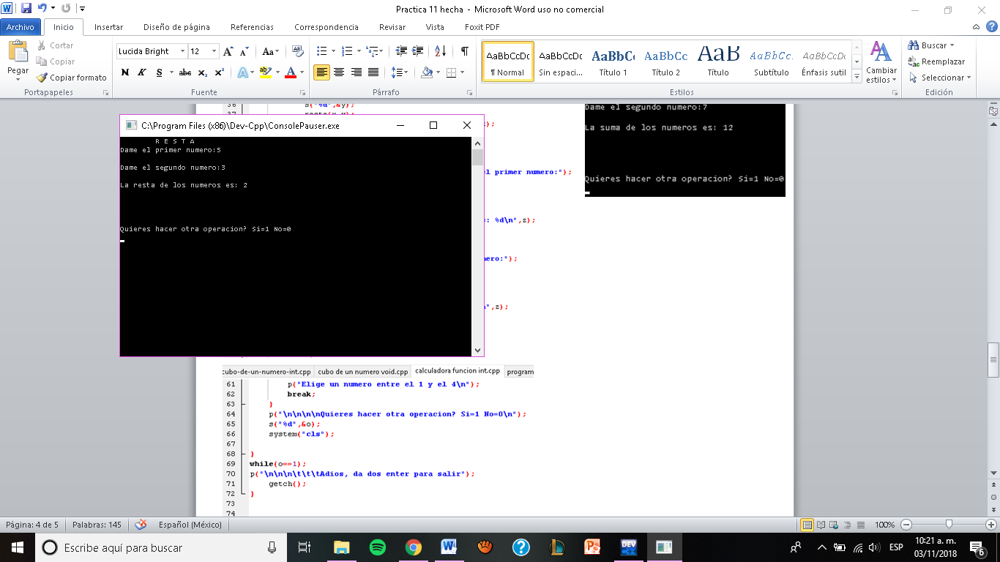 Practica 11 hecha - Microsoft Word uso no comercial
Archivo Inicio Insertar Diseño de página Referencias Correspondencia Revisar Vista Foxit PDF
Pegar
Cortar
Copiar
Copiar formato
Portapapeles
Lucida Bright 12
N K S abc x₂ x² A ab A
Fuente
Párrafo
AaBbCcDc AaBbCcDc AaBbCc AaBbCc AaB AaBbCc. AaBbCcDc
¶ Normal Sin espaci... Título 1 Título 2 Título Subtítulo Énfasis sutil
Cambiar estilos
Estilos
Buscar
Reemplazar
Seleccionar
Edición
36 s("%d",&y);
C:\Program Files (x86)\Dev-Cpp\ConsolePauser.exe
R E S T A
Dame el primer numero:5
Dame el segundo numero:3
La resta de los numeros es: 2
Quieres hacer otra operacion? Si=1 No=0
);
el primer numero:");
s: %d\n",z);
mero:");
n",z);
Dame el segundo numero:7
La suma de los numeros es: 12
Quieres hacer otra operacion? Si=1 No=0
cubo-de-un-numero-int.cpp cubo de un numero void.cpp calculadora funcion int.cpp program
61 p("Elige un numero entre el 1 y el 4\n");
62 break;
63 }
64 p("\n\n\n\nQuieres hacer otra operacion? Si=1 No=0\n");
65 s("%d",&o);
66 system("cls");
67
68 }
69 while(o==1);
70 p("\n\n\n\t\t\tAdios, da dos enter para salir");
71 getch();
72 }
73
74
Página: 4 de 5 Palabras: 145 Español (México) 100%
Escribe aquí para buscar
DEV
ESP
10:21 a. m.
03/11/2018
6